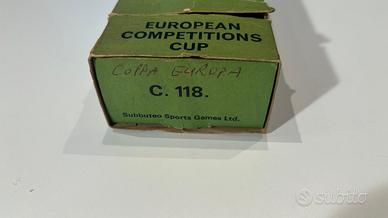 EUROPEAN
COMPETITIONS
CUP
COPPA EUROPA
C. 118.
Subbuteo Sports Games Ltd.
subito